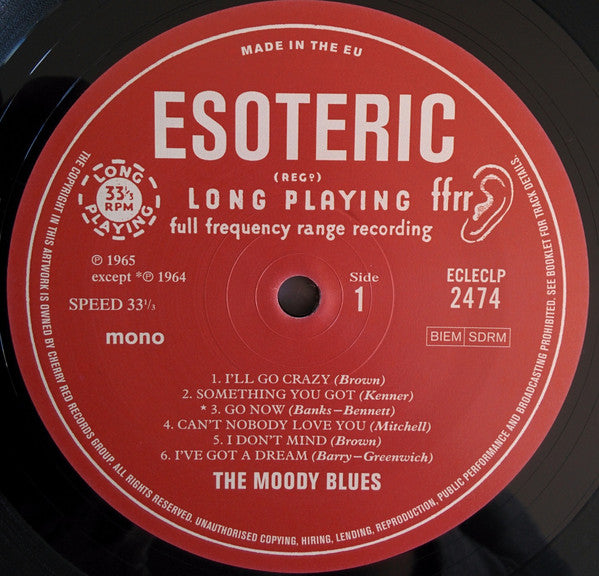 MADE IN THE EU
ESOTERIC
(REGD)
LONG PLAYING
ffrr
full frequency range recording
LONG
33⅓
RPM
PLAYING
℗ 1965
except *℗ 1964
SPEED 33⅓
mono
Side
1
ECLECLP
2474
BIEM SDRM
1. I'LL GO CRAZY (Brown)
2. SOMETHING YOU GOT (Kenner)
* 3. GO NOW (Banks–Bennett)
4. CAN'T NOBODY LOVE YOU (Mitchell)
5. I DON'T MIND (Brown)
6. I'VE GOT A DREAM (Barry–Greenwich)
THE MOODY BLUES
THE COPYRIGHT IN THIS ARTWORK IS OWNED BY CHERRY RED RECORDS GROUP. ALL RIGHTS RESERVED. UNAUTHORISED COPYING, HIRING, LENDING, REPRODUCTION, PUBLIC PERFORMANCE AND BROADCASTING PROHIBITED. SEE BOOKLET FOR TRACK DETAILS.